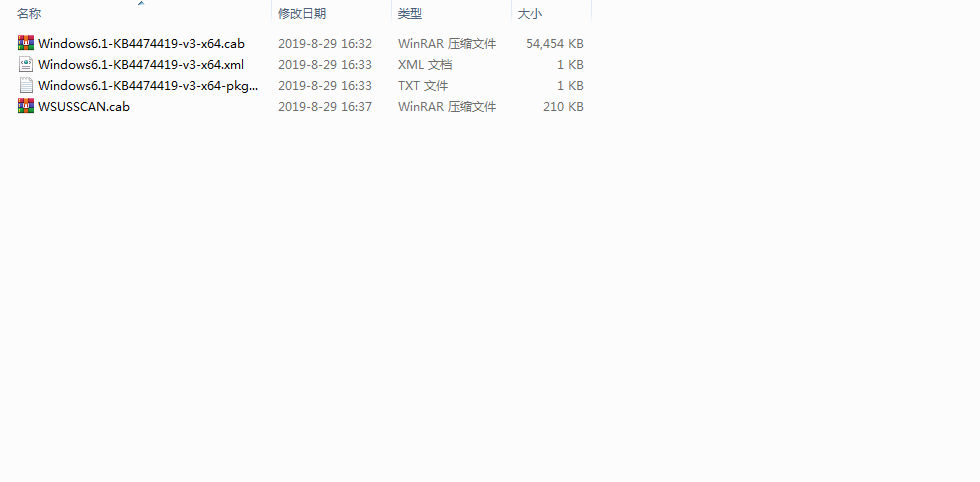 名称 修改日期 类型 大小
Windows6.1-KB4474419-v3-x64.cab 2019-8-29 16:32 WinRAR 压缩文件 54,454 KB
Windows6.1-KB4474419-v3-x64.xml 2019-8-29 16:33 XML 文档 1 KB
Windows6.1-KB4474419-v3-x64-pkg... 2019-8-29 16:33 TXT 文件 1 KB
WSUSSCAN.cab 2019-8-29 16:37 WinRAR 压缩文件 210 KB